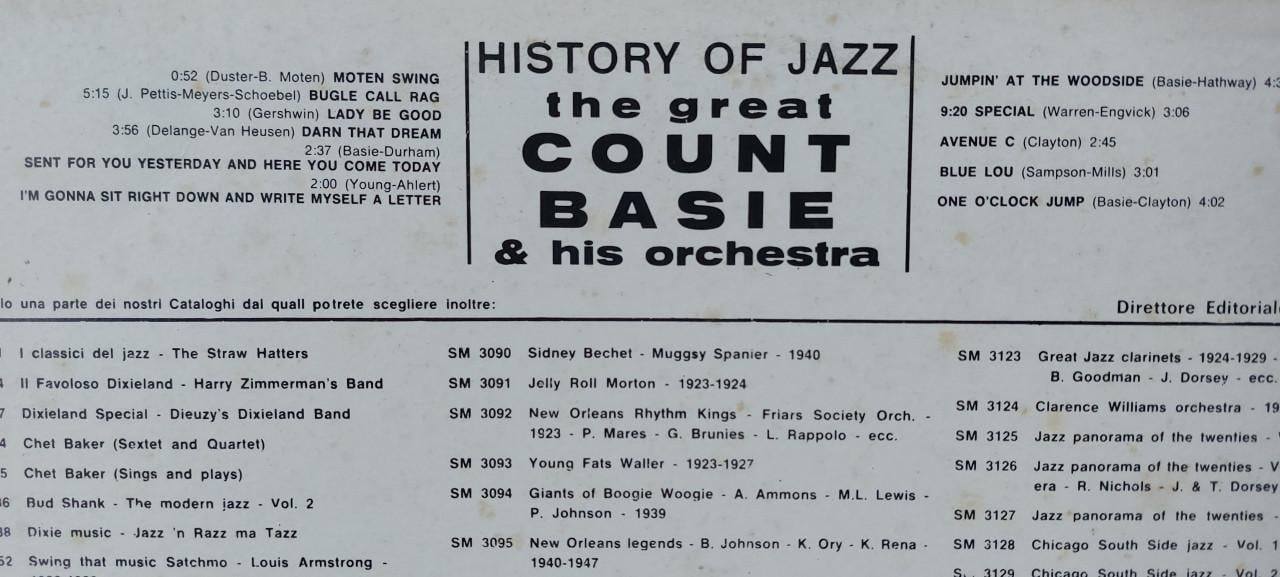 0:52 (Duster-B. Moten) MOTEN SWING
5:15 (J. Pettis-Meyers-Schoebel) BUGLE CALL RAG
3:10 (Gershwin) LADY BE GOOD
3:56 (Delange-Van Heusen) DARN THAT DREAM
2:37 (Basie-Durham)
SENT FOR YOU YESTERDAY AND HERE YOU COME TODAY
2:00 (Young-Ahlert)
I'M GONNA SIT RIGHT DOWN AND WRITE MYSELF A LETTER
HISTORY OF JAZZ
the great
COUNT
BASIE
& his orchestra
JUMPIN' AT THE WOODSIDE (Basie-Hathway)
9:20 SPECIAL (Warren-Engvick) 3:06
AVENUE C (Clayton) 2:45
BLUE LOU (Sampson-Mills) 3:01
ONE O'CLOCK JUMP (Basie-Clayton) 4:02
una parte dei nostri Cataloghi dal quall potrete scegliere inoltre:
Direttore Editoriale
I classici del jazz - The Straw Hatters
Il Favoloso Dixieland - Harry Zimmerman's Band
Dixieland Special - Dieuzy's Dixieland Band
Chet Baker (Sextet and Quartet)
Chet Baker (Sings and plays)
Bud Shank - The modern jazz - Vol. 2
Dixie music - Jazz 'n Razz ma Tazz
Swing that music Satchmo - Louis Armstrong -
SM 3090 Sidney Bechet - Muggsy Spanier - 1940
SM 3091 Jelly Roll Morton - 1923-1924
SM 3092 New Orleans Rhythm Kings - Friars Society Orch. -
1923 - P. Mares - G. Brunies - L. Rappolo - ecc.
SM 3093 Young Fats Waller - 1923-1927
SM 3094 Giants of Boogie Woogie - A. Ammons - M.L. Lewis -
P. Johnson - 1939
SM 3095 New Orleans legends - B. Johnson - K. Ory - K. Rena -
1940-1947
SM 3123 Great Jazz clarinets - 1924-1929 -
B. Goodman - J. Dorsey - ecc.
SM 3124 Clarence Williams orchestra -
SM 3125 Jazz panorama of the twenties -
SM 3126 Jazz panorama of the twenties -
era - R. Nichols - J. & T. Dorsey
SM 3127 Jazz panorama of the twenties -
SM 3128 Chicago South Side jazz - Vol. 1
3129 Chicago South Side jazz - Vol. 2